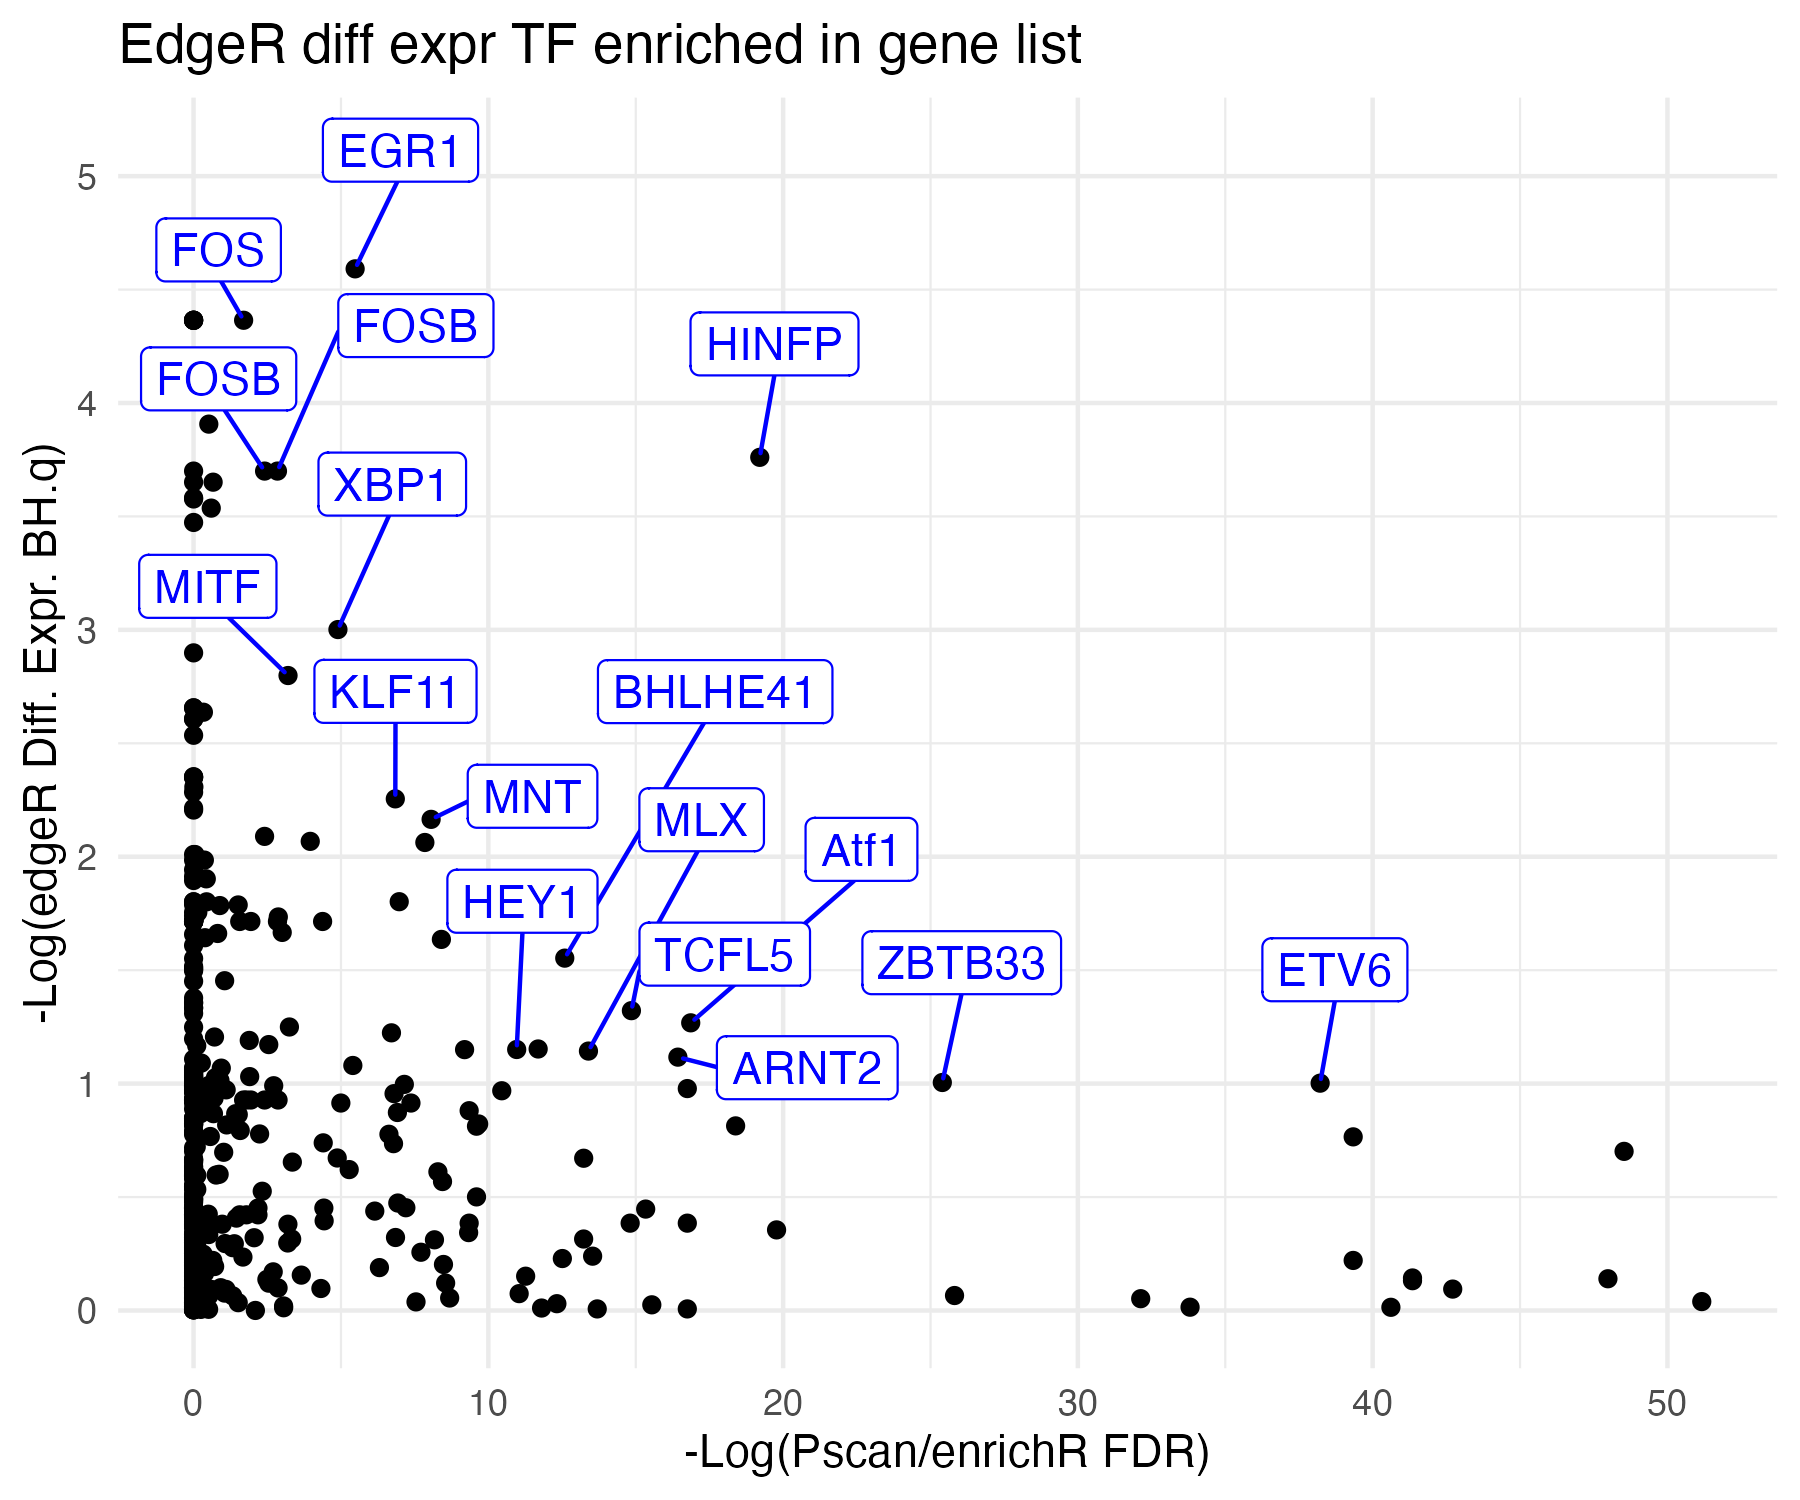 EdgeR diff expr TF enriched in gene list
EGR1
FOS
FOSB
HINFP
FOSB
XBP1
MITF
KLF11
BHLHE41
MNT
MLX
Atf1
HEY1
TCFL5
ZBTB33
ETV6
ARNT2
5
4
3
2
1
0
-Log(edgeR Diff. Expr. BH.q)
0 10 20 30 40 50
-Log(Pscan/enrichR FDR)